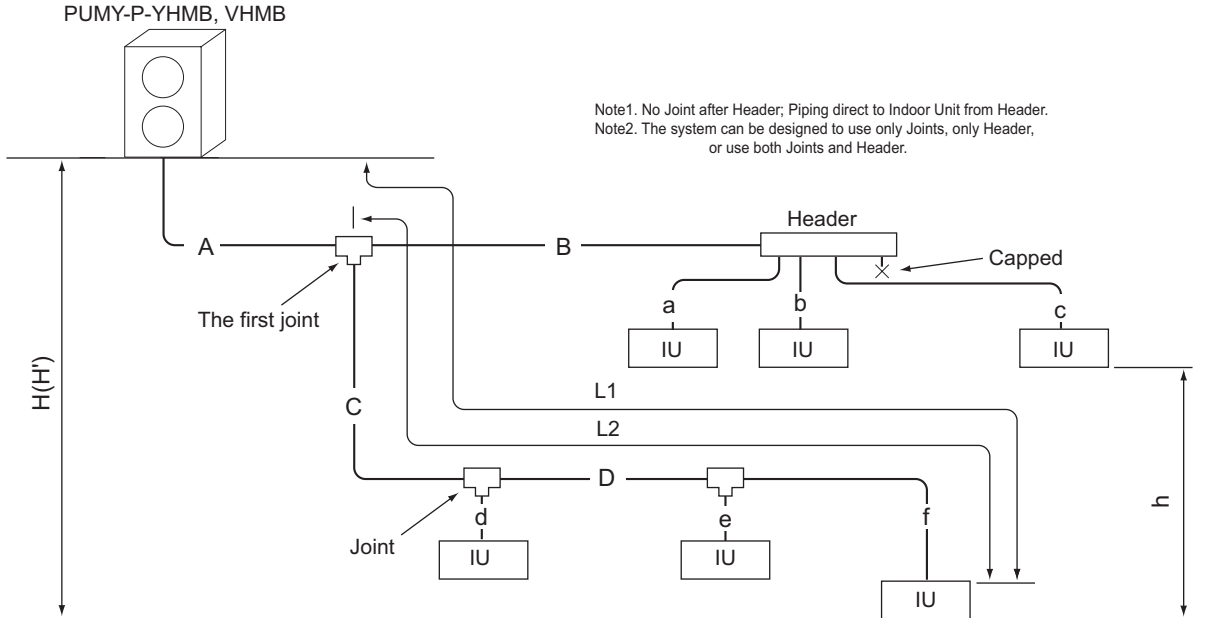 PUMY-P-YHMB, VHMB
Note1. No Joint after Header; Piping direct to Indoor Unit from Header.
Note2. The system can be designed to use only Joints, only Header,
or use both Joints and Header.
Header
A
B
Capped
The first joint
a
b
c
IU
IU
IU
H(H')
L1
C
L2
D
h
d
e
f
Joint
IU
IU
IU